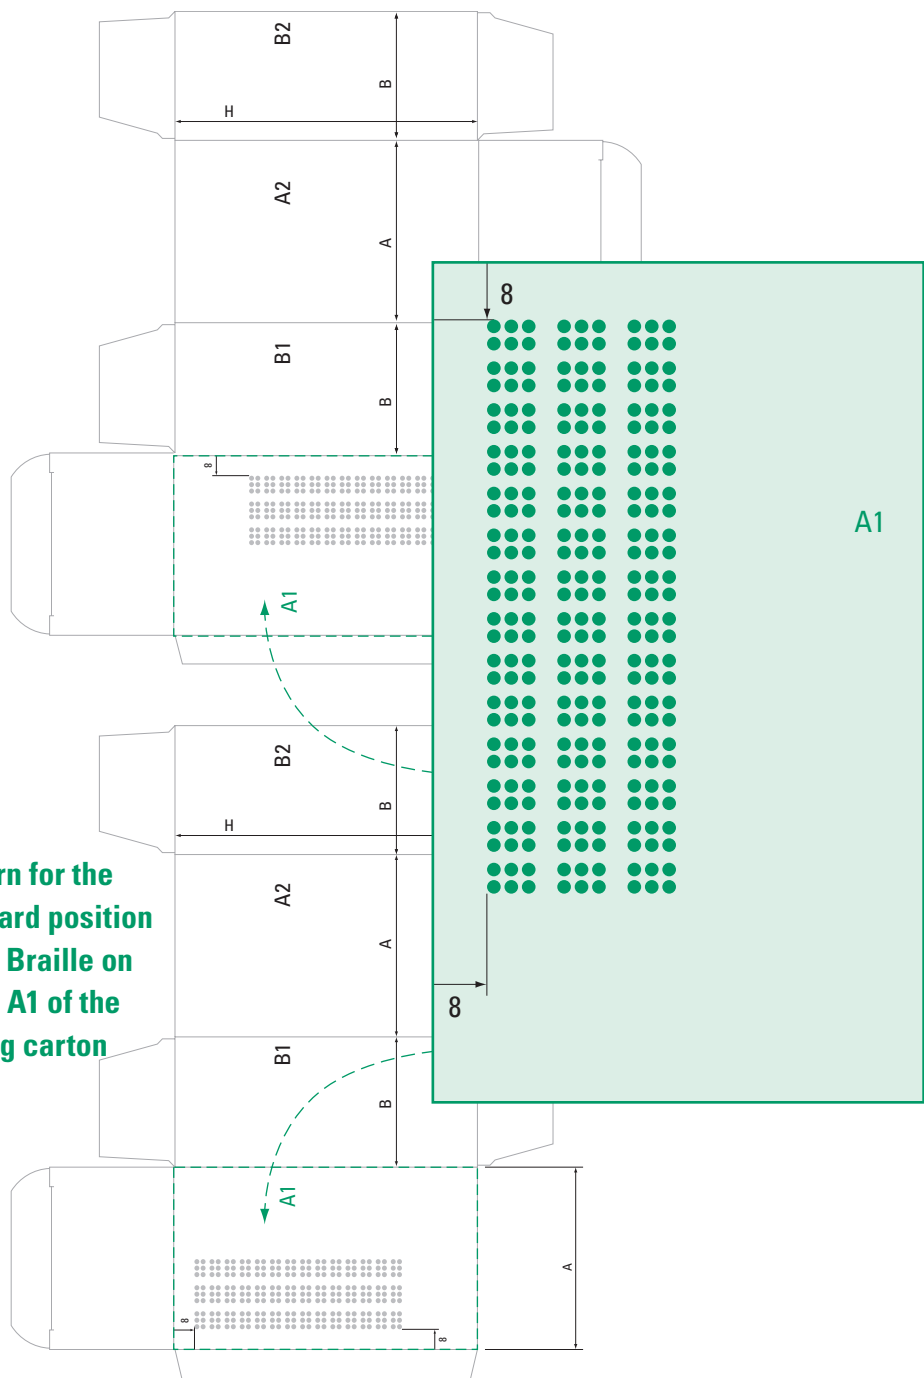 B2
B
H
A2
A
8
B1
B
8
A1
A1
B2
B
H
rn for the
A2
ard position
A
Braille on
A1 of the
8
g carton
B1
B
A1
A
8
8